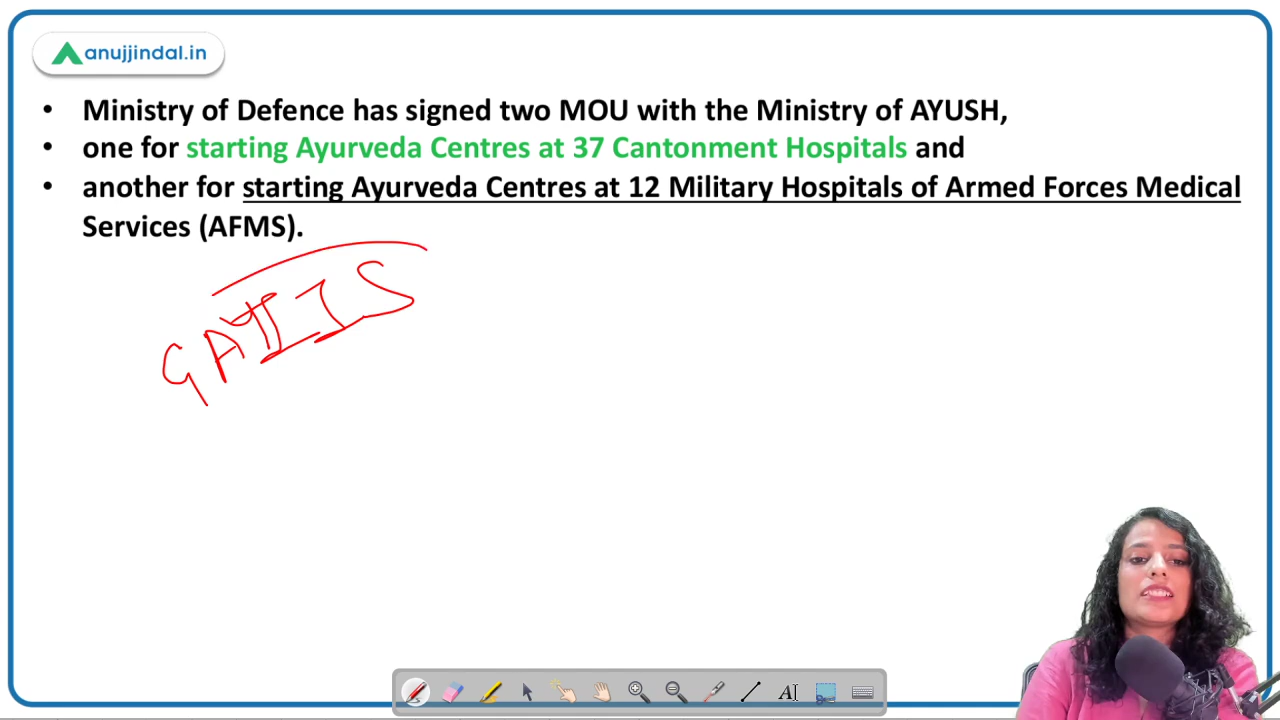 anujjindal.in
• Ministry of Defence has signed two MOU with the Ministry of AYUSH,
• one for starting Ayurveda Centres at 37 Cantonment Hospitals and
• another for starting Ayurveda Centres at 12 Military Hospitals of Armed Forces Medical
Services (AFMS).
AI